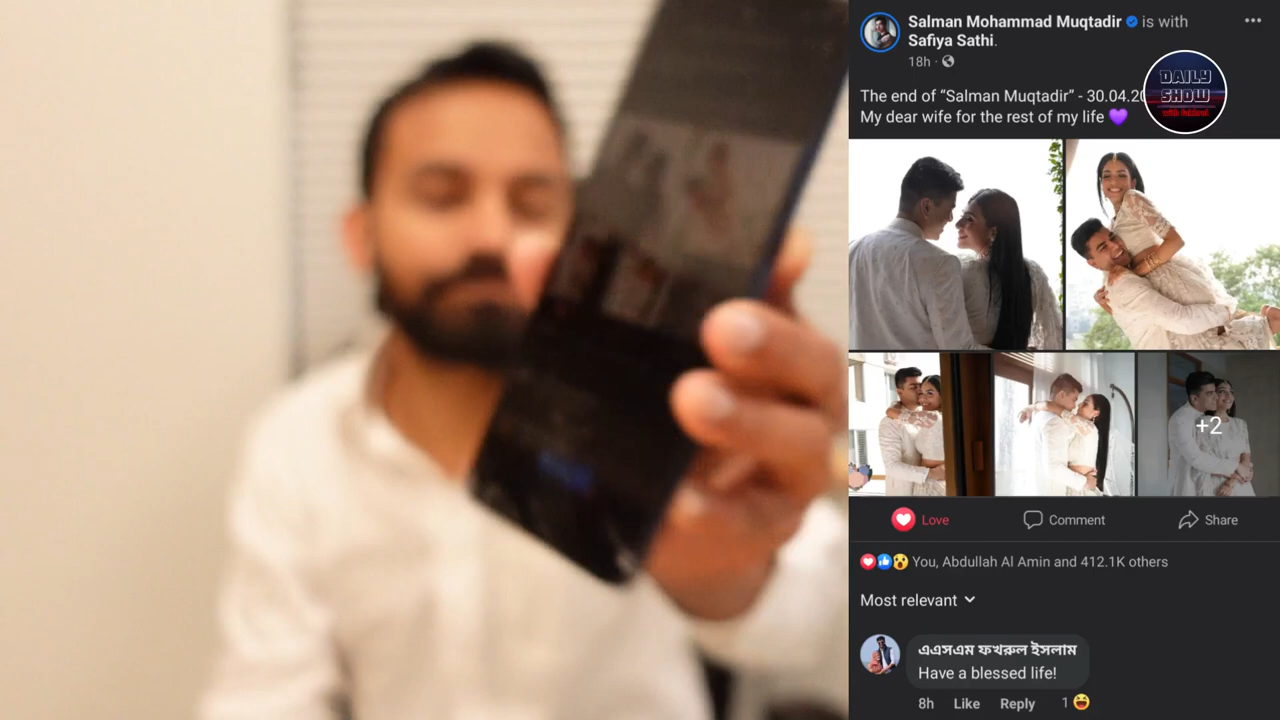 Salman Mohammad Muqtadir is with
Safiya Sathi.
18h
The end of “Salman Muqtadir” - 30.04.20
My dear wife for the rest of my life
DAILY
SHOW
+2
Love
Comment
Share
You, Abdullah Al Amin and 412.1K others
Most relevant
এএসএম ফখরুল ইসলাম
Have a blessed life!
8h
Like
Reply
1